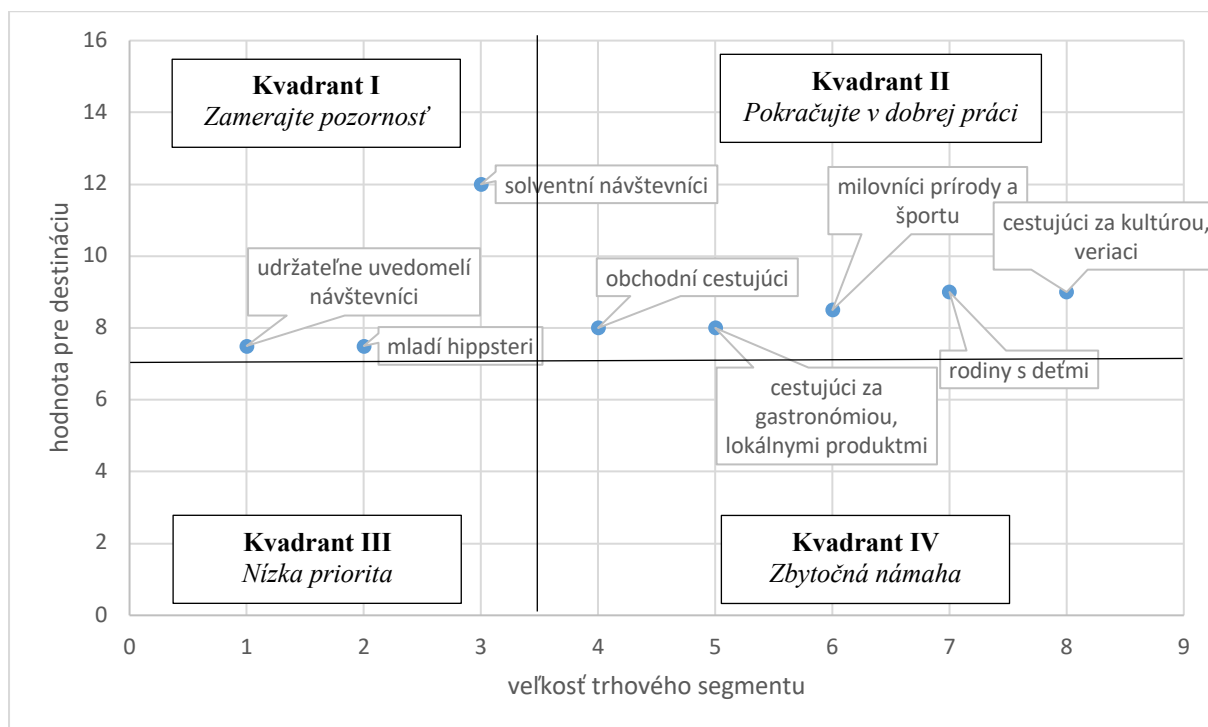 16
14
12
10
8
6
4
2
0
hodnota pre destináciu
Kvadrant I
Zamerajte pozornosť
Kvadrant II
Pokračujte v dobrej práci
solventní návštevníci
milovníci prírody a
športu
cestujúci za kultúrou,
veriaci
udržateľne uvedomelí
návštevníci
obchodní cestujúci
mladí hippsteri
rodiny s deťmi
cestujúci za
gastronómiou,
lokálnymi produktmi
Kvadrant III
Nízka priorita
Kvadrant IV
Zbytočná námaha
0 1 2 3 4 5 6 7 8 9
veľkosť trhového segmentu